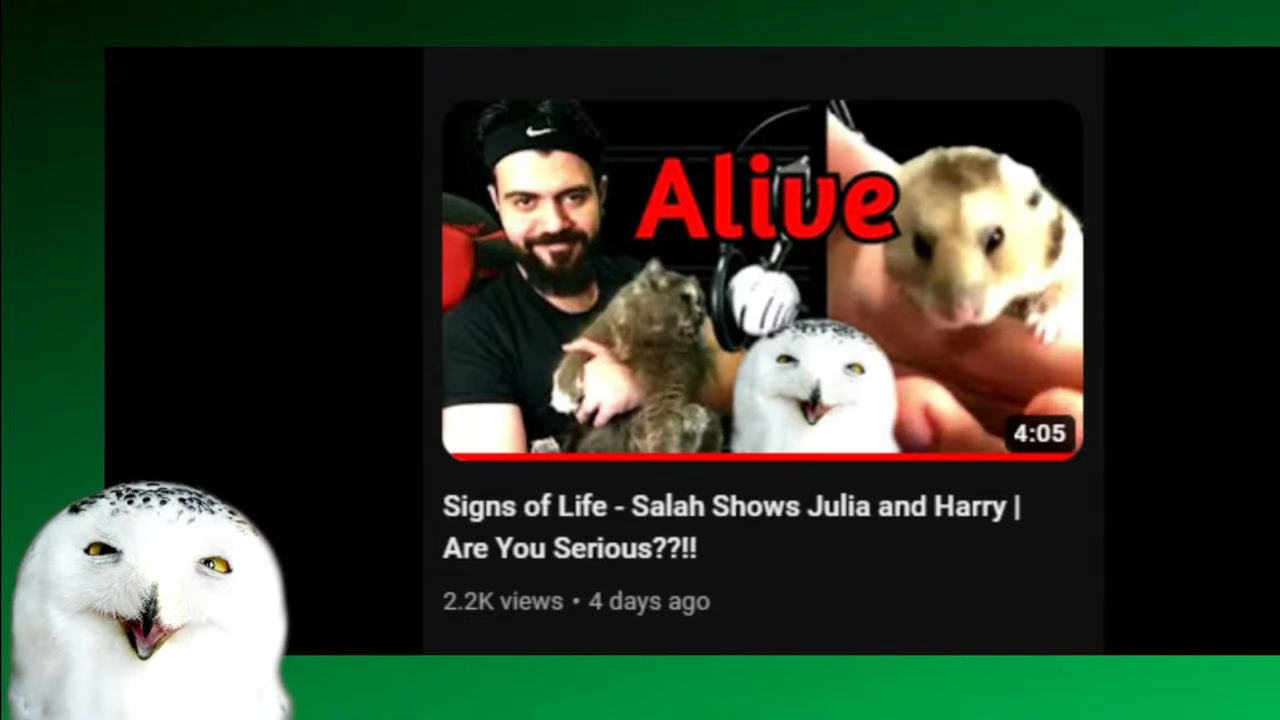 Alive
4:05
Signs of Life - Salah Shows Julia and Harry |
Are You Serious??!!
2.2K views • 4 days ago